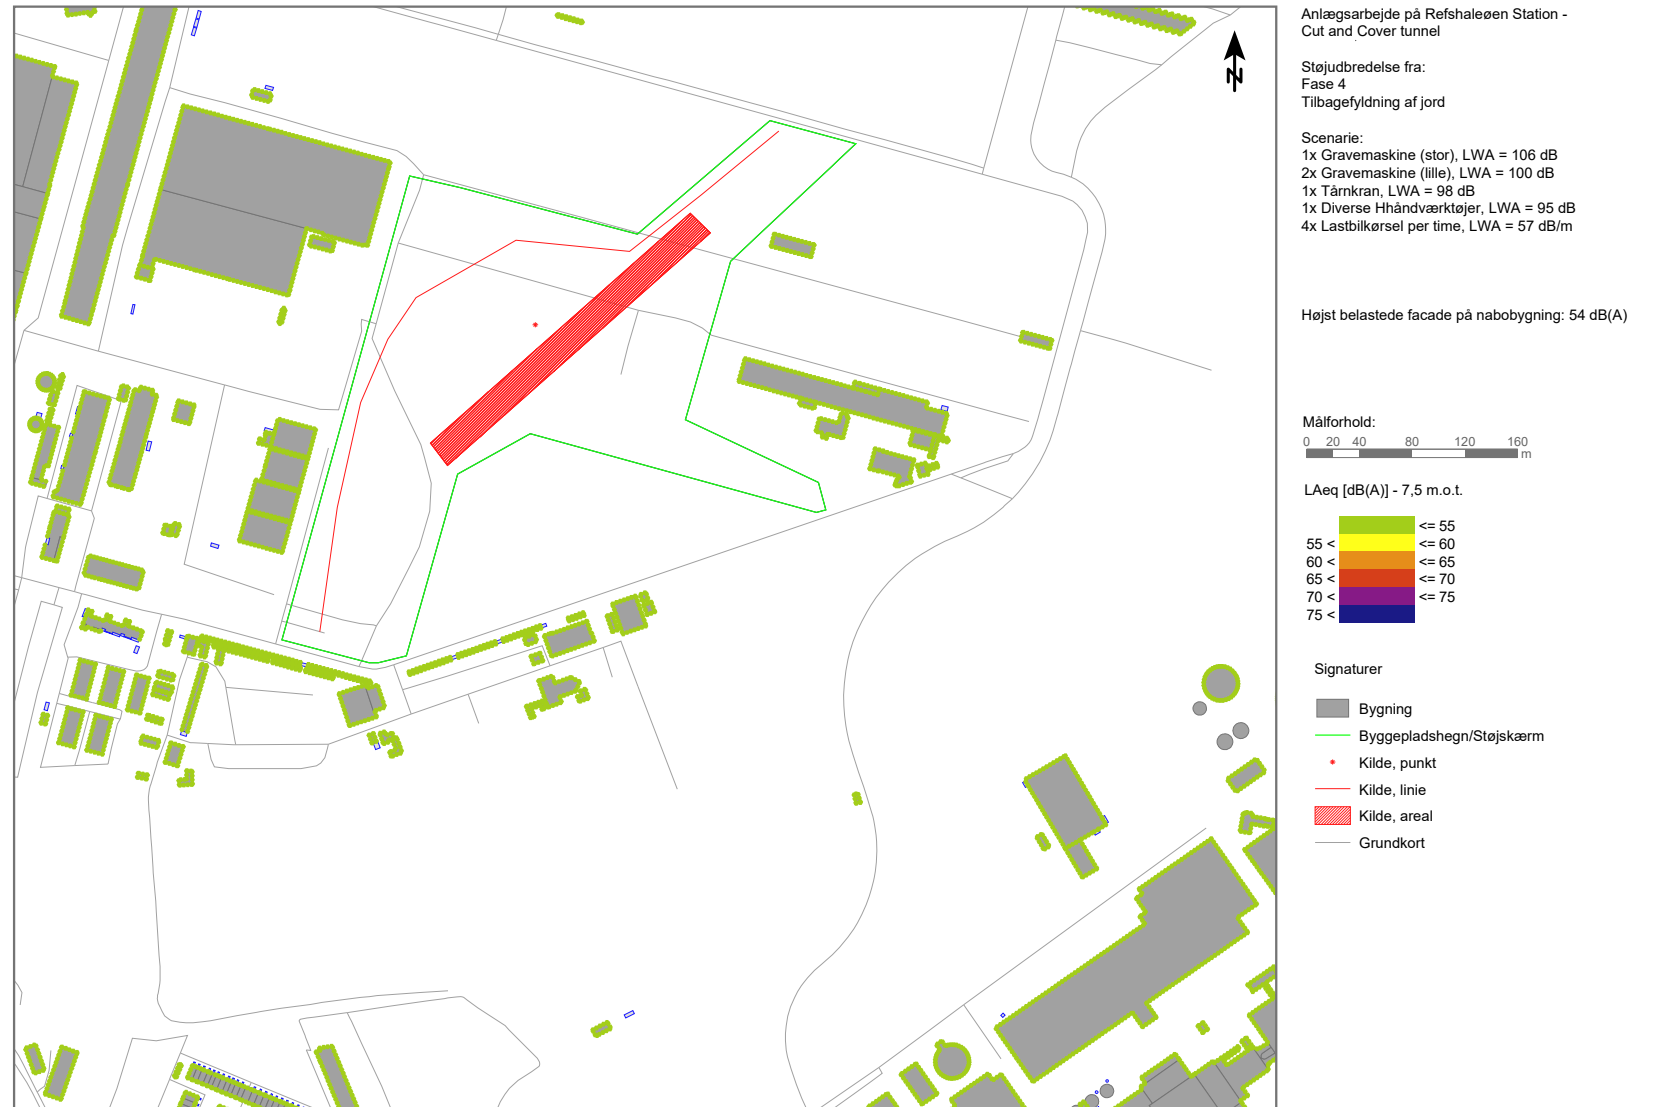 Anlægsarbejde på Refshaleøen Station -
Cut and Cover tunnel
Støjudbredelse fra:
Fase 4
Tilbagefyldning af jord
Scenarie:
1x Gravemaskine (stor), LWA = 106 dB
2x Gravemaskine (lille), LWA = 100 dB
1x Tårnkran, LWA = 98 dB
1x Diverse Hhåndværktøjer, LWA = 95 dB
4x Lastbilkørsel per time, LWA = 57 dB/m
Højst belastede facade på nabobygning: 54 dB(A)
Målforhold:
0 20 40 80 120 160
m
LAeq [dB(A)] - 7,5 m.o.t.
<= 55
55 < <= 60
60 < <= 65
65 < <= 70
70 < <= 75
75 <
Signaturer
Bygning
Byggepladshegn/Støjskærm
Kilde, punkt
Kilde, linie
Kilde, areal
Grundkort
N